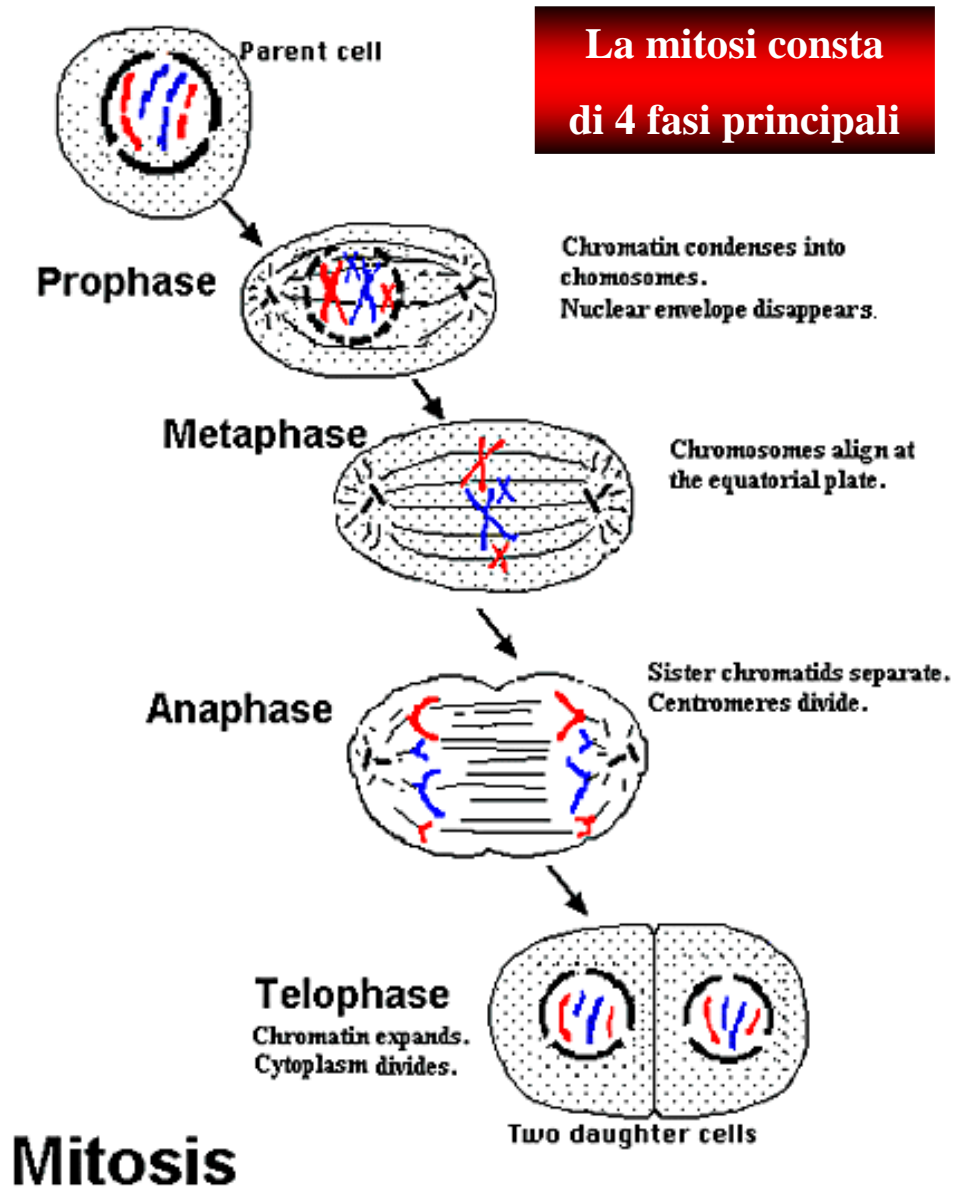 Parent cell
La mitosi consta
di 4 fasi principali
Prophase
Chromatin condenses into
chomosomes.
Nuclear envelope disappears.
Metaphase
Chromosomes align at
the equatorial plate.
Anaphase
Sister chromatids separate.
Centromeres divide.
Telophase
Chromatin expands.
Cytoplasm divides.
Two daughter cells
Mitosis